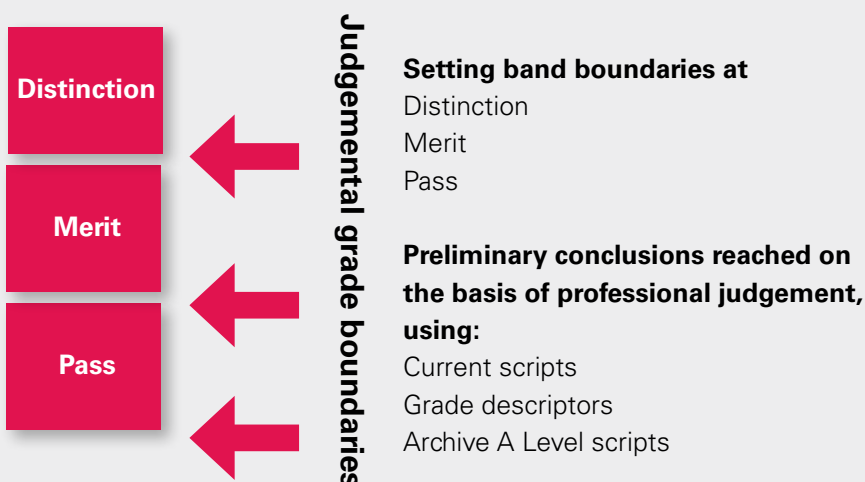 Distinction
Merit
Pass
Judgemental grade boundaries
Setting band boundaries at
Distinction
Merit
Pass
Preliminary conclusions reached on
the basis of professional judgement,
using:
Current scripts
Grade descriptors
Archive A Level scripts